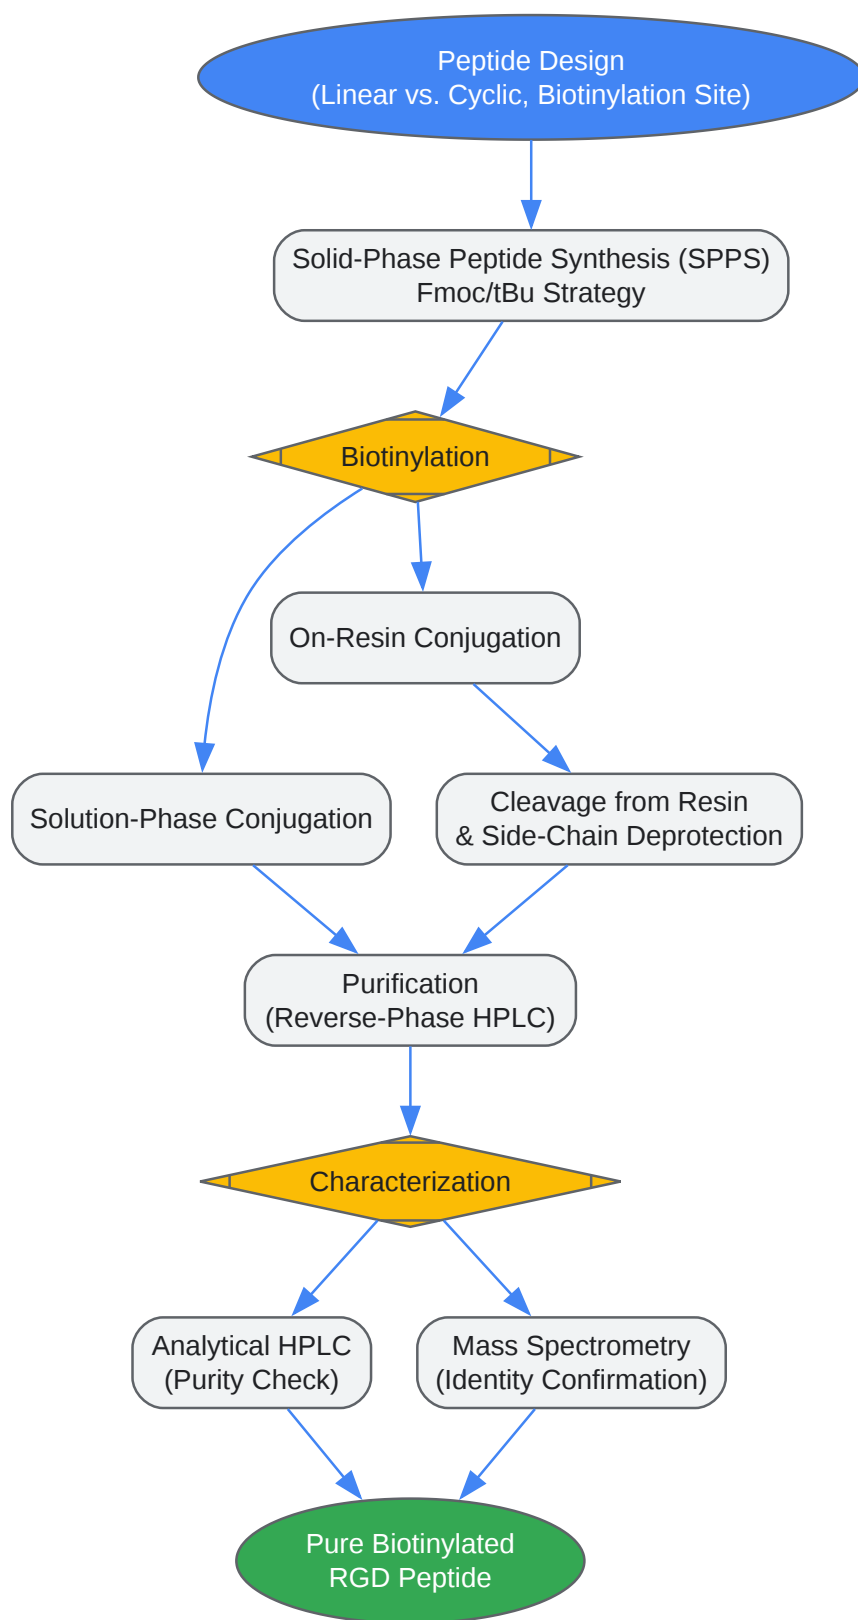 Peptide Design
(Linear vs. Cyclic, Biotinylation Site)
Solid-Phase Peptide Synthesis (SPPS)
Fmoc/tBu Strategy
Biotinylation
On-Resin Conjugation
Solution-Phase Conjugation
Cleavage from Resin
& Side-Chain Deprotection
Purification
(Reverse-Phase HPLC)
Characterization
Analytical HPLC
(Purity Check)
Mass Spectrometry
(Identity Confirmation)
Pure Biotinylated
RGD Peptide